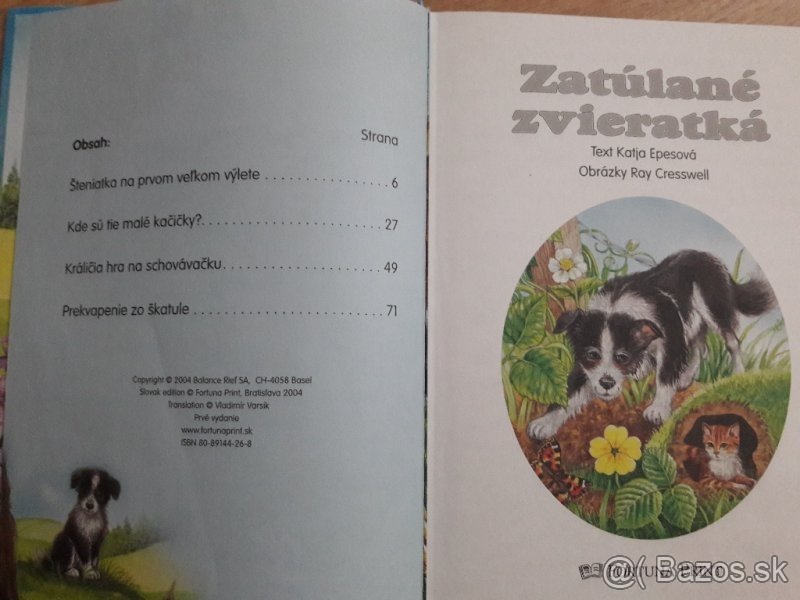 Obsah:
Strana
Šteniatka na prvom veľkom výlete . . . . . . . . . . . . . . . . . . . 6
Kde sú tie malé kačičky? . . . . . . . . . . . . . . . . . . . . . . . . . . 27
Králičia hra na schovávačku . . . . . . . . . . . . . . . . . . . . . . 49
Prekvapenie zo škatule . . . . . . . . . . . . . . . . . . . . . . . . . . . 71
Copyright © 2004 Balance Rief SA, CH-4058 Basel
Slovak edition © Fortuna Print, Bratislava 2004
Translation © Vladimír Varsik
Prvé vydanie
www.fortunaprint.sk
ISBN 80-89144-26-8
Zatúlané
zvieratká
Text Katja Epesová
Obrázky Ray Cresswell
FORTUNA PRINT
@ Bazos.sk